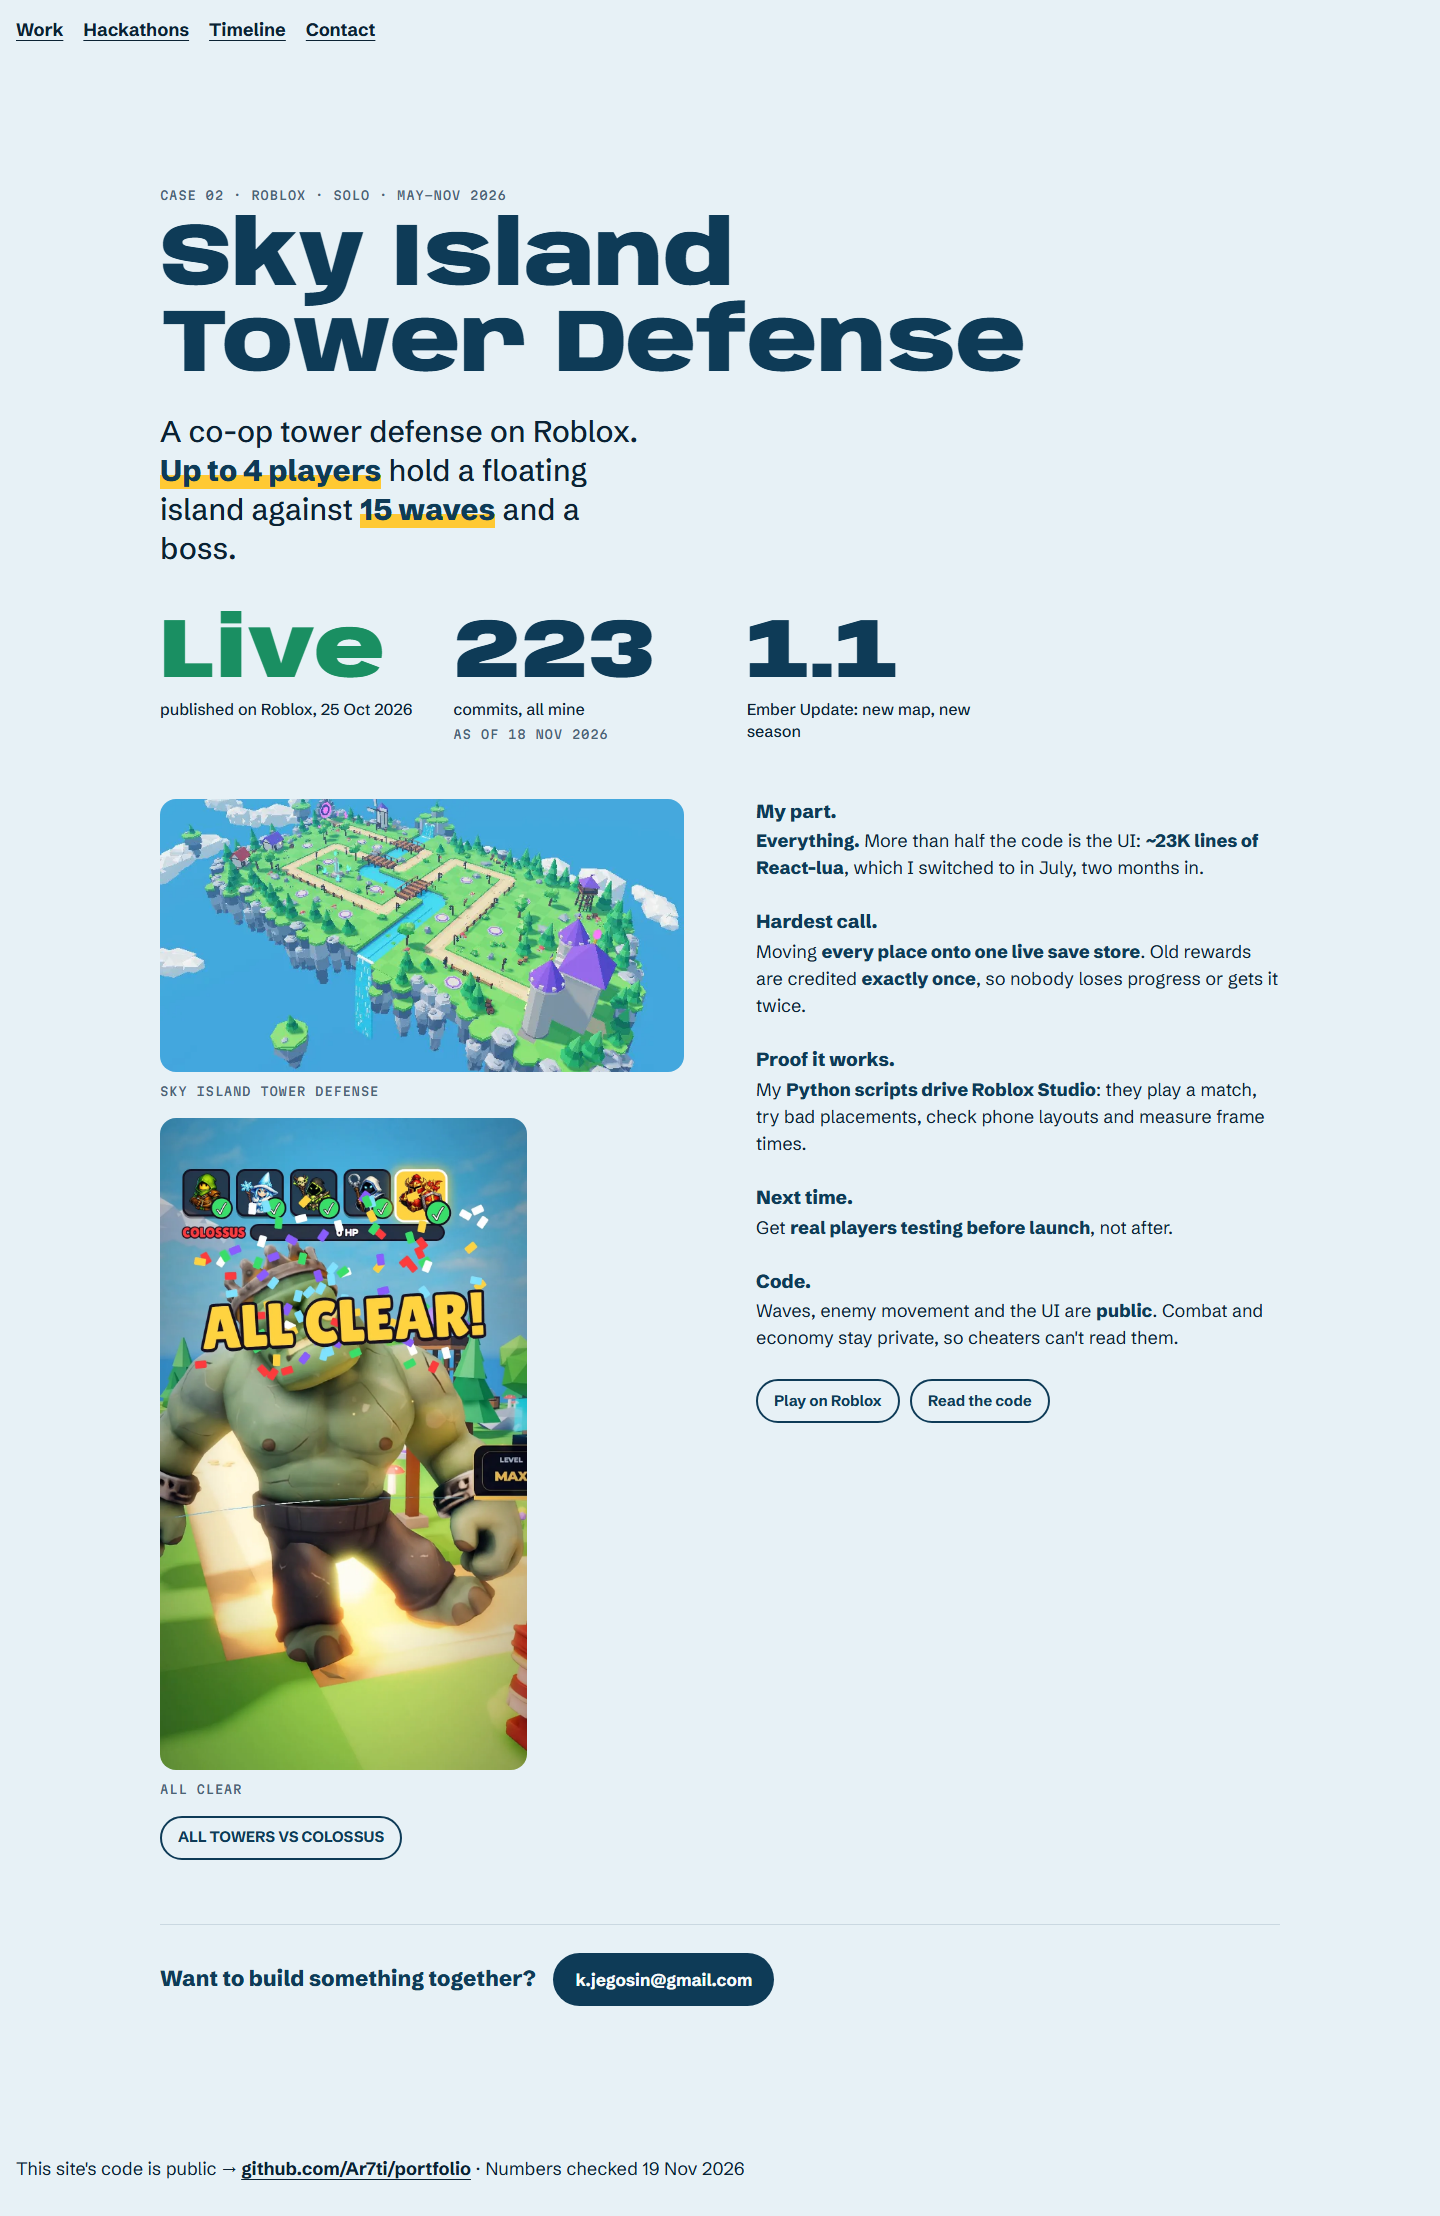 Work Hackathons Timeline Contact
CASE 02 · ROBLOX · SOLO · MAY–NOV 2026
Sky Island
Tower Defense
A co-op tower defense on Roblox.
Up to 4 players hold a floating
island against 15 waves and a
boss.
Live
published on Roblox, 25 Oct 2026
223
commits, all mine
AS OF 18 NOV 2026
1.1
Ember Update: new map, new
season
SKY ISLAND TOWER DEFENSE
COLOSSUS
0 HP
ALL CLEAR!
LEVEL
MAX
ALL CLEAR
ALL TOWERS VS COLOSSUS
My part.
Everything. More than half the code is the UI: ~23K lines of
React-lua, which I switched to in July, two months in.
Hardest call.
Moving every place onto one live save store. Old rewards
are credited exactly once, so nobody loses progress or gets it
twice.
Proof it works.
My Python scripts drive Roblox Studio: they play a match,
try bad placements, check phone layouts and measure frame
times.
Next time.
Get real players testing before launch, not after.
Code.
Waves, enemy movement and the UI are public. Combat and
economy stay private, so cheaters can't read them.
Play on Roblox
Read the code
Want to build something together?
k.jegosin@gmail.com
This site's code is public → github.com/Ar7ti/portfolio · Numbers checked 19 Nov 2026